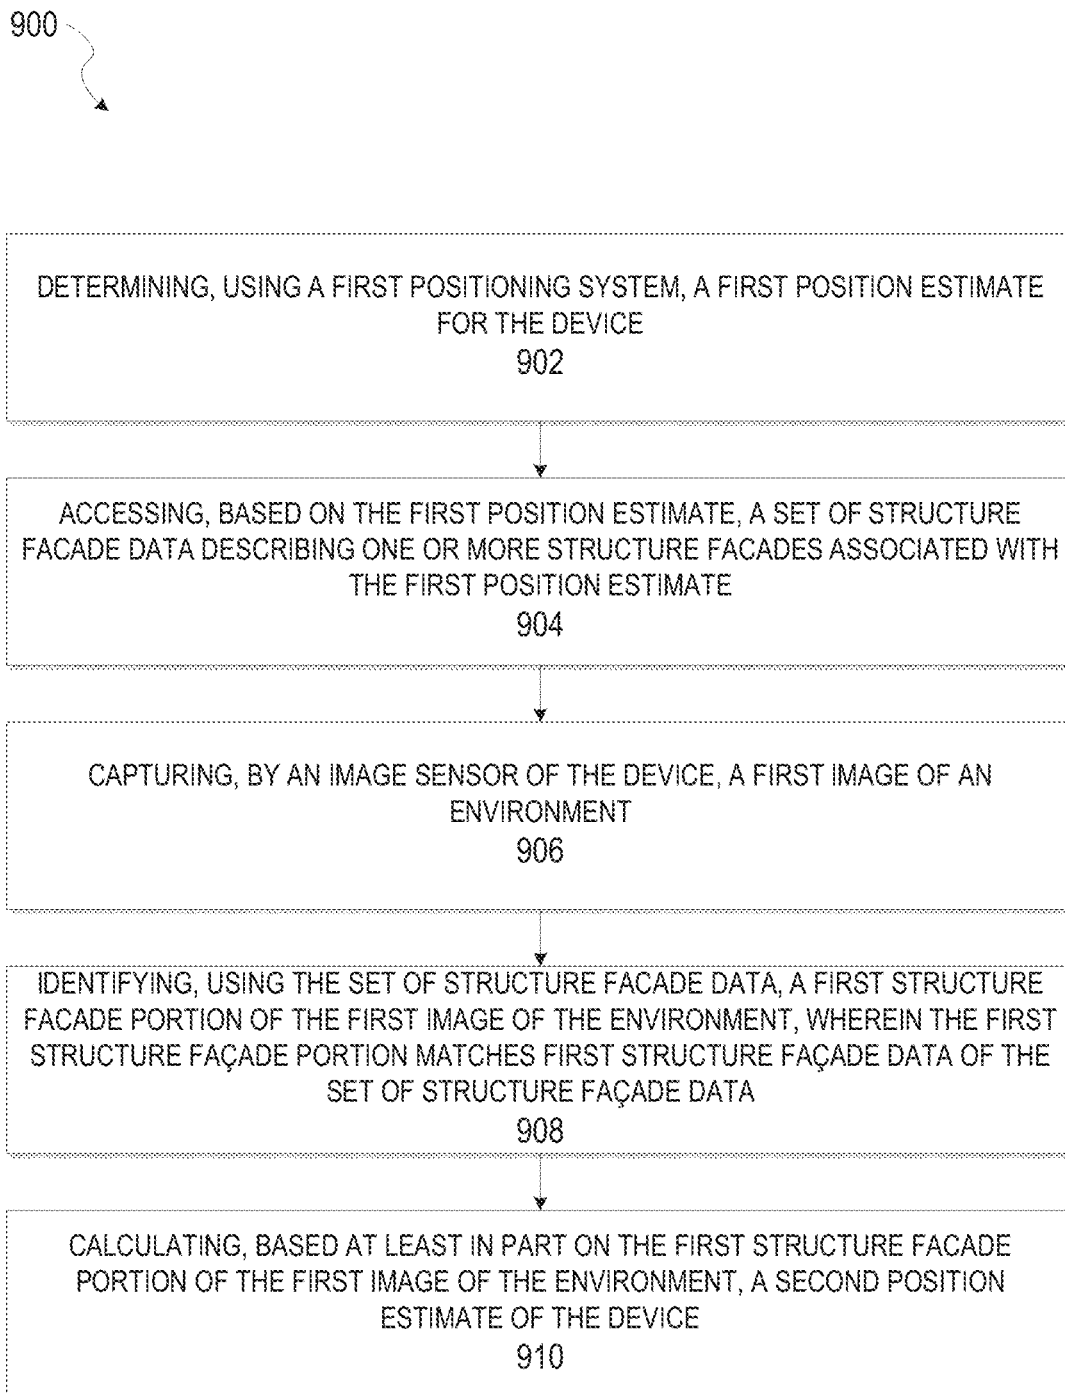 900
DETERMINING, USING A FIRST POSITIONING SYSTEM, A FIRST POSITION ESTIMATE
FOR THE DEVICE
902
ACCESSING, BASED ON THE FIRST POSITION ESTIMATE, A SET OF STRUCTURE
FACADE DATA DESCRIBING ONE OR MORE STRUCTURE FACADES ASSOCIATED WITH
THE FIRST POSITION ESTIMATE
904
CAPTURING, BY AN IMAGE SENSOR OF THE DEVICE, A FIRST IMAGE OF AN
ENVIRONMENT
906
IDENTIFYING, USING THE SET OF STRUCTURE FACADE DATA, A FIRST STRUCTURE
FACADE PORTION OF THE FIRST IMAGE OF THE ENVIRONMENT, WHEREIN THE FIRST
STRUCTURE FAÇADE PORTION MATCHES FIRST STRUCTURE FAÇADE DATA OF THE
SET OF STRUCTURE FAÇADE DATA
908
CALCULATING, BASED AT LEAST IN PART ON THE FIRST STRUCTURE FACADE
PORTION OF THE FIRST IMAGE OF THE ENVIRONMENT, A SECOND POSITION
ESTIMATE OF THE DEVICE
910